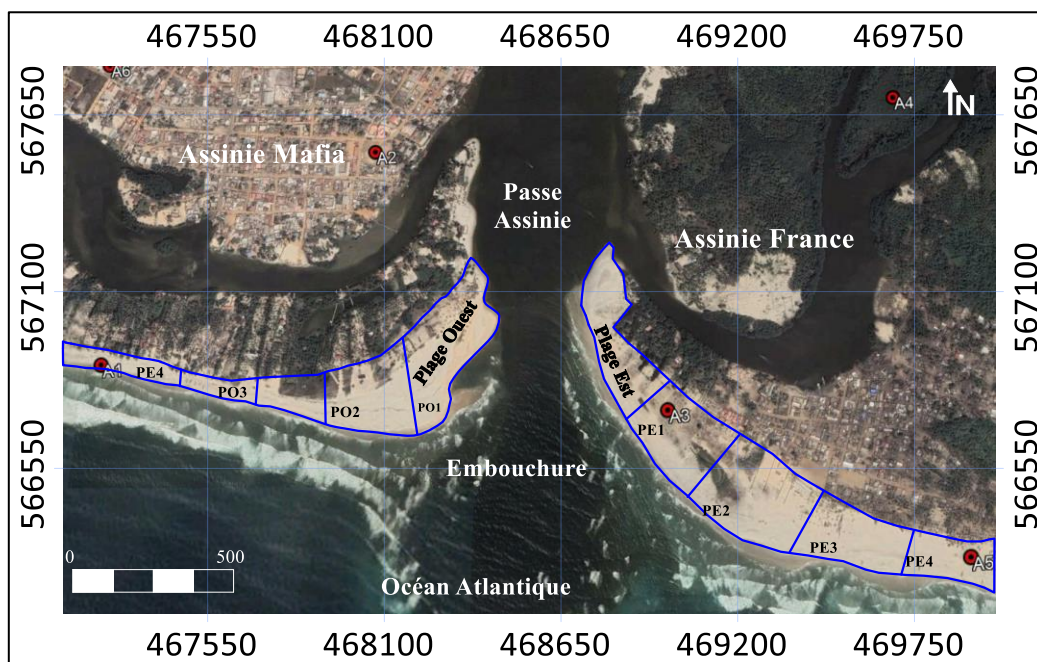 467550 468100 468650 469200 469750
567650
567100
566550
567650
567100
566550
A6
A4
N
Assinie Mafia
A2
Passe
Assinie
Assinie France
Plage Ouest
Plage Est
A1
PE4
PO3
PO2
PO1
A3
PE1
PE2
PE3
PE4
A5
Embouchure
0 500
Océan Atlantique
467550 468100 468650 469200 469750